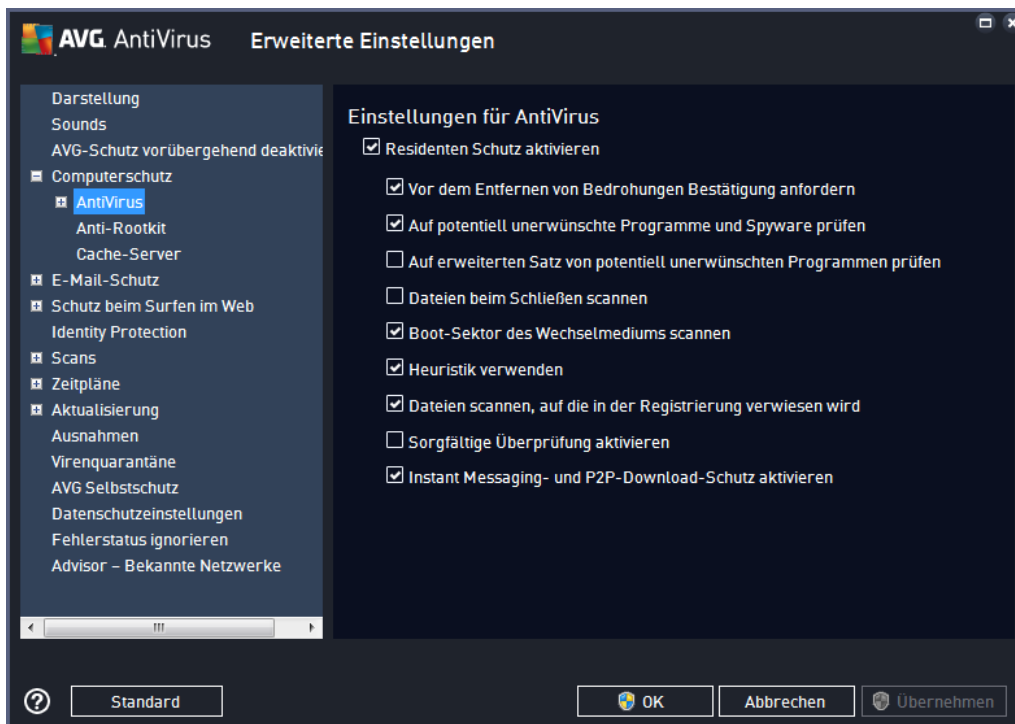 AVG. AntiVirus
Erweiterte Einstellungen
Darstellung
Sounds
AVG-Schutz vorübergehend deaktivie
Computerschutz
AntiVirus
Anti-Rootkit
Cache-Server
E-Mail-Schutz
Schutz beim Surfen im Web
Identity Protection
Scans
Zeitpläne
Aktualisierung
Ausnahmen
Virenquarantäne
AVG Selbstschutz
Datenschutzeinstellungen
Fehlerstatus ignorieren
Advisor – Bekannte Netzwerke
Einstellungen für AntiVirus
Residenten Schutz aktivieren
Vor dem Entfernen von Bedrohungen Bestätigung anfordern
Auf potentiell unerwünschte Programme und Spyware prüfen
Auf erweiterten Satz von potentiell unerwünschten Programmen prüfen
Dateien beim Schließen scannen
Boot-Sektor des Wechselmediums scannen
Heuristik verwenden
Dateien scannen, auf die in der Registrierung verwiesen wird
Sorgfältige Überprüfung aktivieren
Instant Messaging- und P2P-Download-Schutz aktivieren
Standard
OK
Abbrechen
Übernehmen